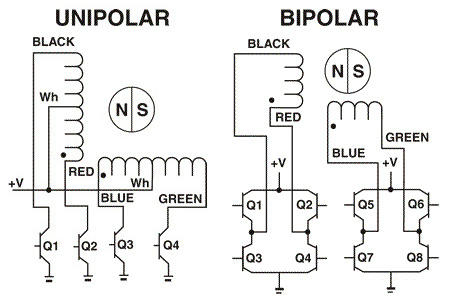 UNIPOLAR
BIPOLAR
BLACK
Wh
N S
RED
+V
Wh
BLUE
GREEN
Q1
Q2
Q3
Q4
BLACK
N S
RED
GREEN
BLUE
+V
+V
Q1
Q2
Q5
Q6
Q3
Q4
Q7
Q8